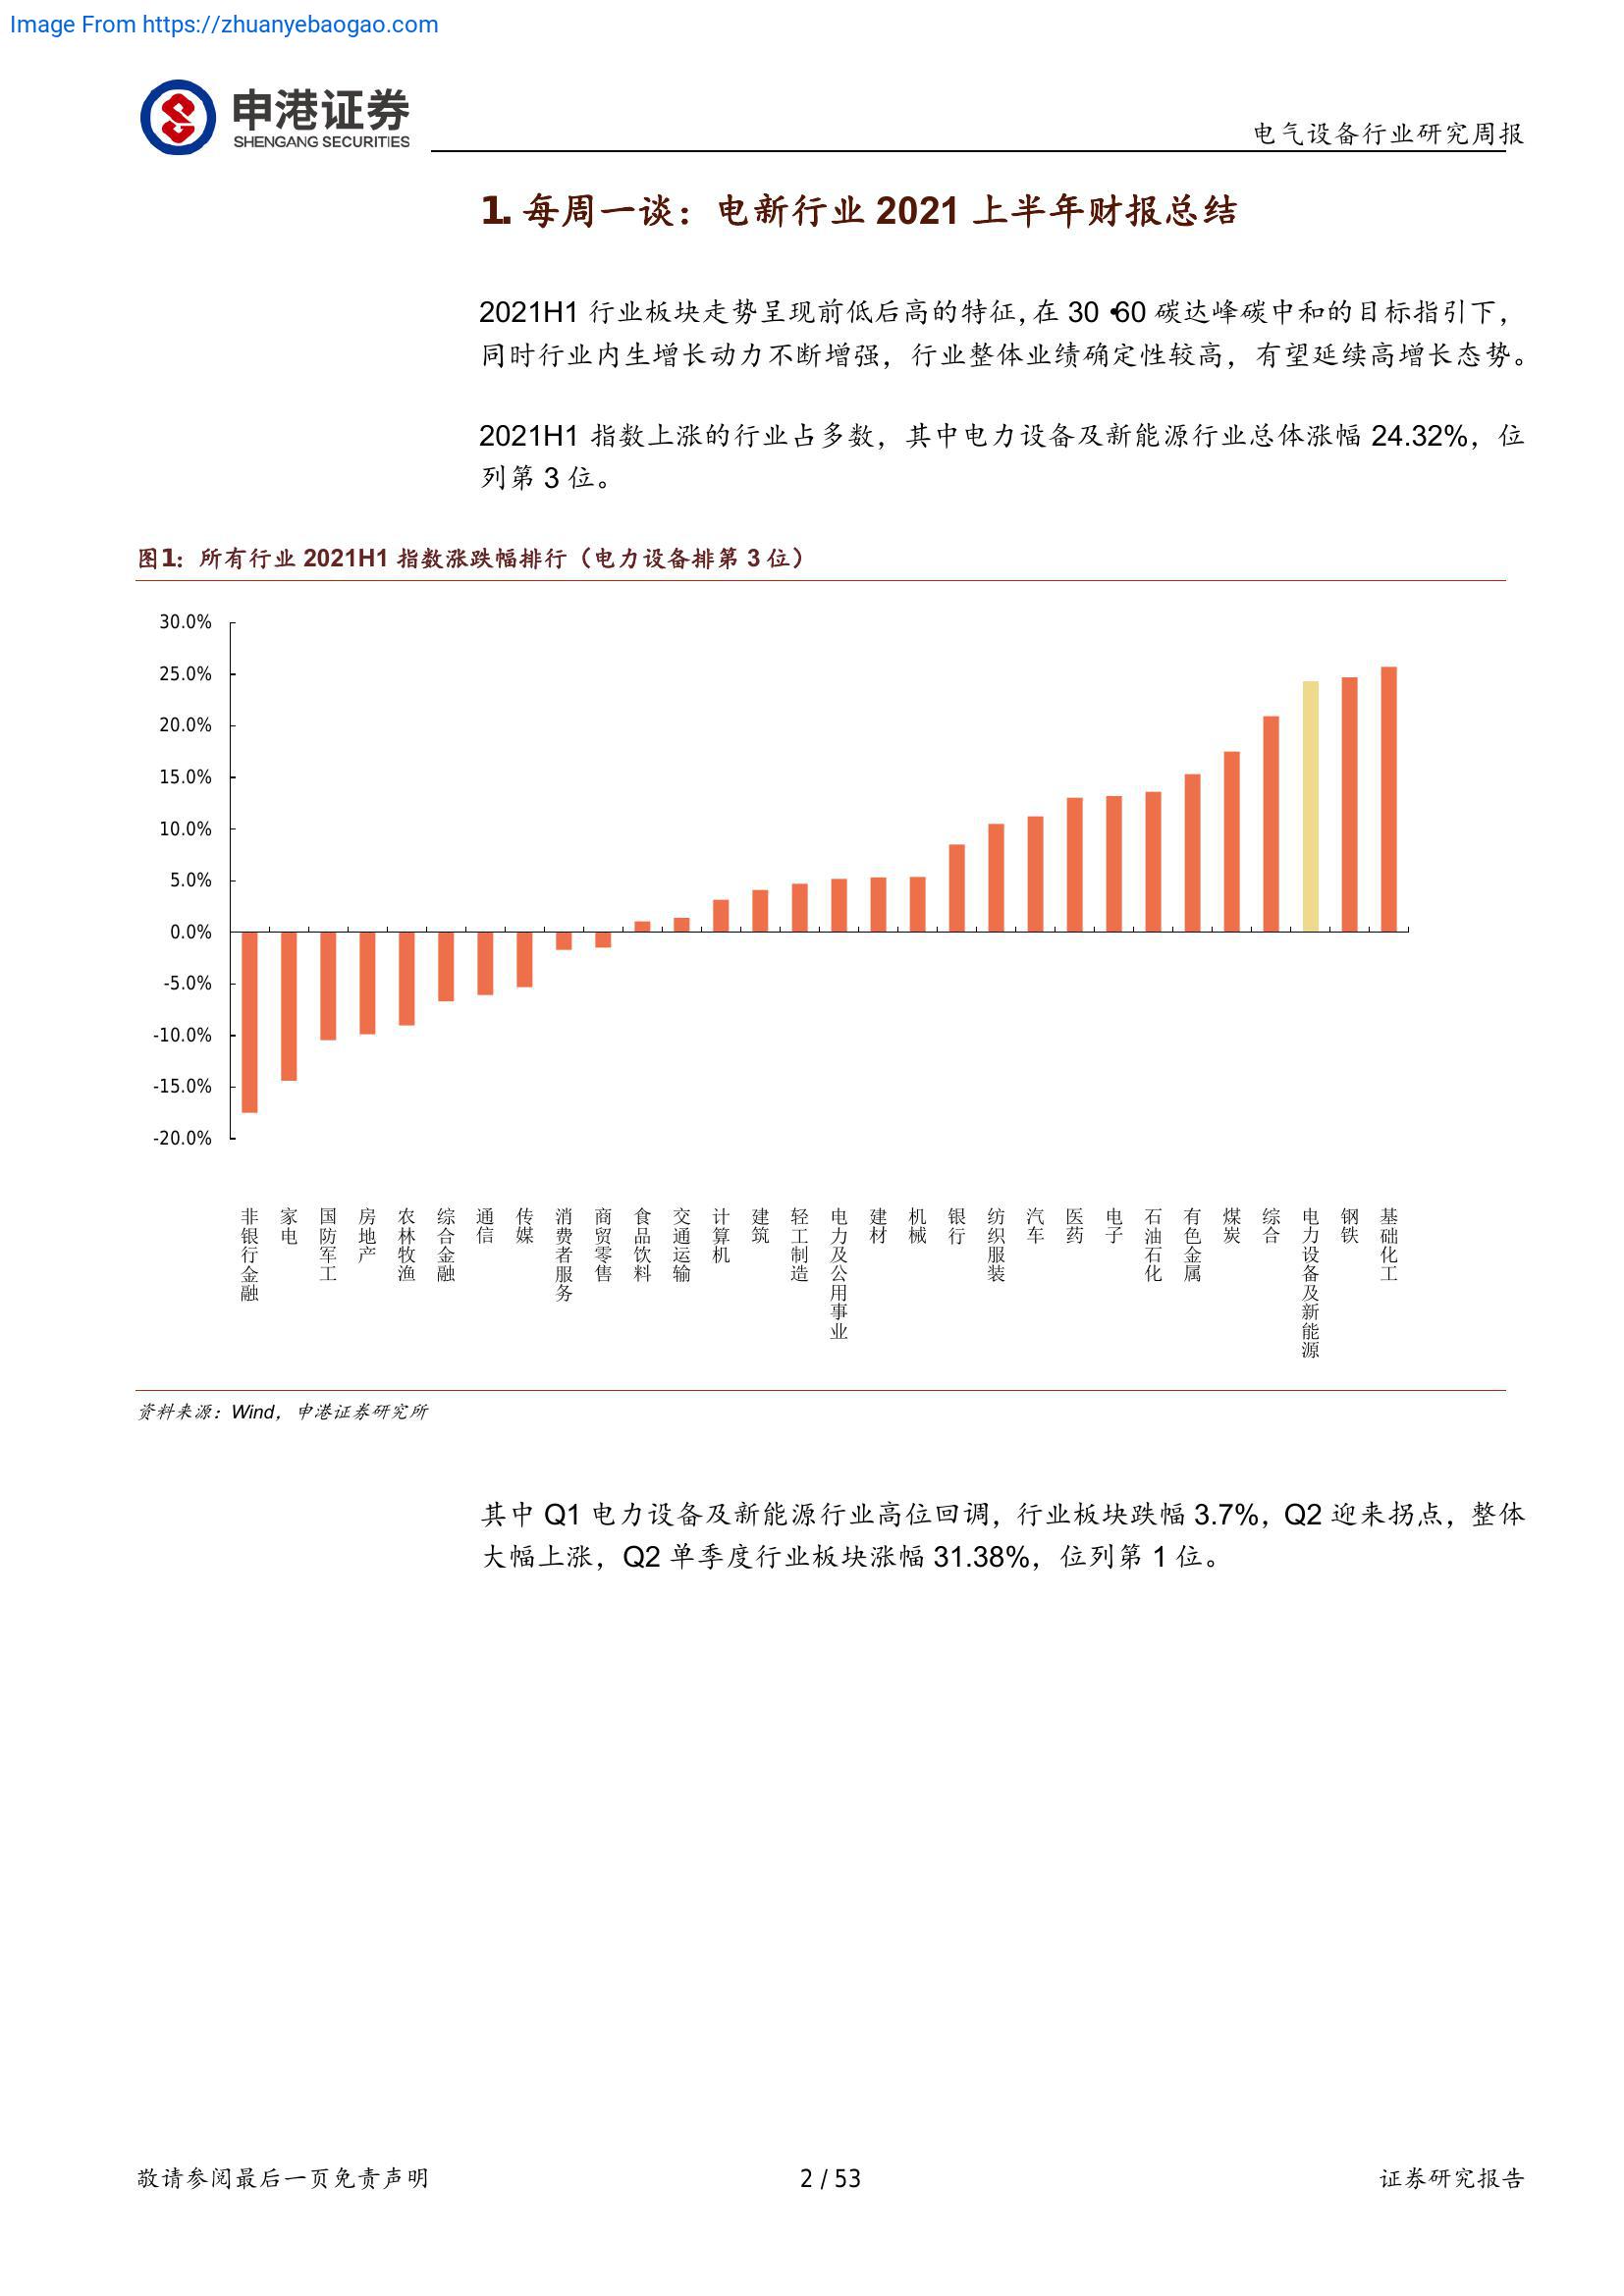 Image From https://zhuanyebaogao.com
申港证券
SHENGANG SECURITIES
电气设备行业研究周报
1. 每周一谈：电新行业 2021 上半年财报总结
2021H1 行业板块走势呈现前低后高的特征，在 30•60 碳达峰碳中和的目标指引下，
同时行业内生增长动力不断增强，行业整体业绩确定性较高，有望延续高增长态势。
2021H1 指数上涨的行业占多数，其中电力设备及新能源行业总体涨幅 24.32%，位
列第 3 位。
图1：所有行业 2021H1 指数涨跌幅排行（电力设备排第 3 位）
30.0%
25.0%
20.0%
15.0%
10.0%
5.0%
0.0%
-5.0%
-10.0%
-15.0%
-20.0%
非银行金融
家电
国防军工
房地产
农林牧渔
综合金融
通信
传媒
消费者服务
商贸零售
食品饮料
交通运输
计算机
建筑
轻工制造
电力及公用事业
建材
机械
银行
纺织服装
汽车
医药
电子
石油石化
有色金属
煤炭
综合
电力设备及新能源
钢铁
基础化工
资料来源：Wind，申港证券研究所
其中 Q1 电力设备及新能源行业高位回调，行业板块跌幅 3.7%，Q2 迎来拐点，整体
大幅上涨，Q2 单季度行业板块涨幅 31.38%，位列第 1 位。
敬请参阅最后一页免责声明
2 / 53
证券研究报告